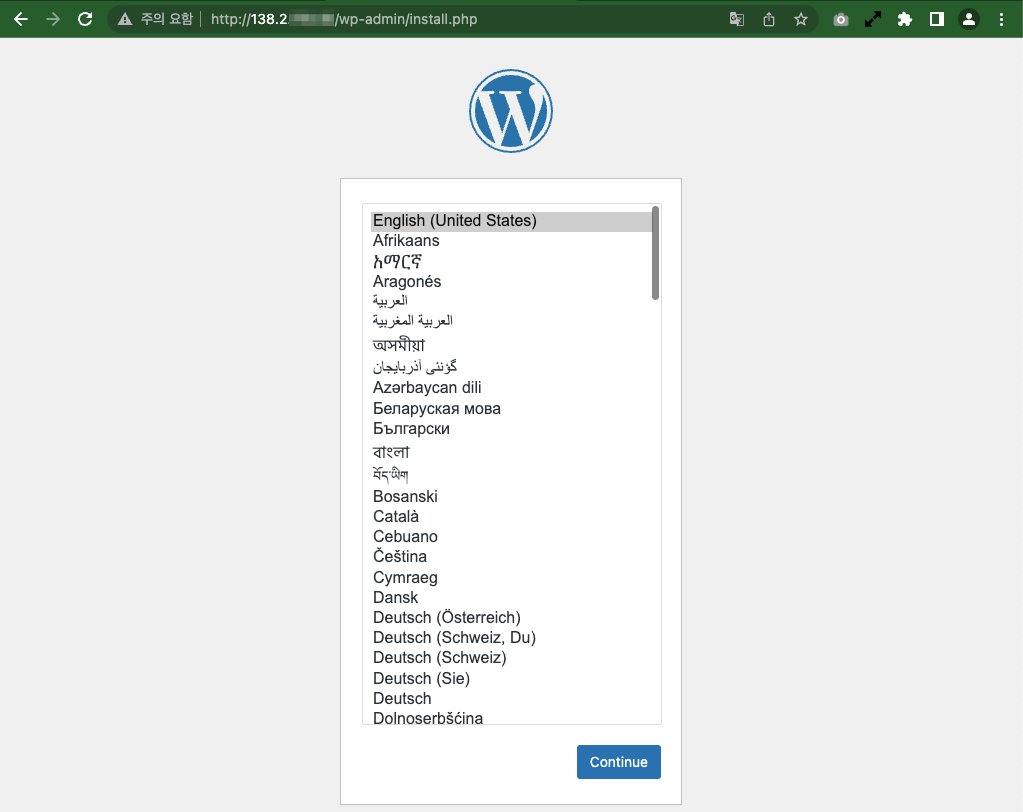 주의 요함 http://138.2 /wp-admin/install.php
English (United States)
Afrikaans
አማርኛ
Aragonés
العربية
العربية المغربية
অসমীয়া
گؤنئی آذربایجان
Azərbaycan dili
Беларуская мова
Български
বাংলা
བོད་ཡིག
Bosanski
Català
Cebuano
Čeština
Cymraeg
Dansk
Deutsch (Österreich)
Deutsch (Schweiz, Du)
Deutsch (Schweiz)
Deutsch (Sie)
Deutsch
Dolnoserbšćina
Continue